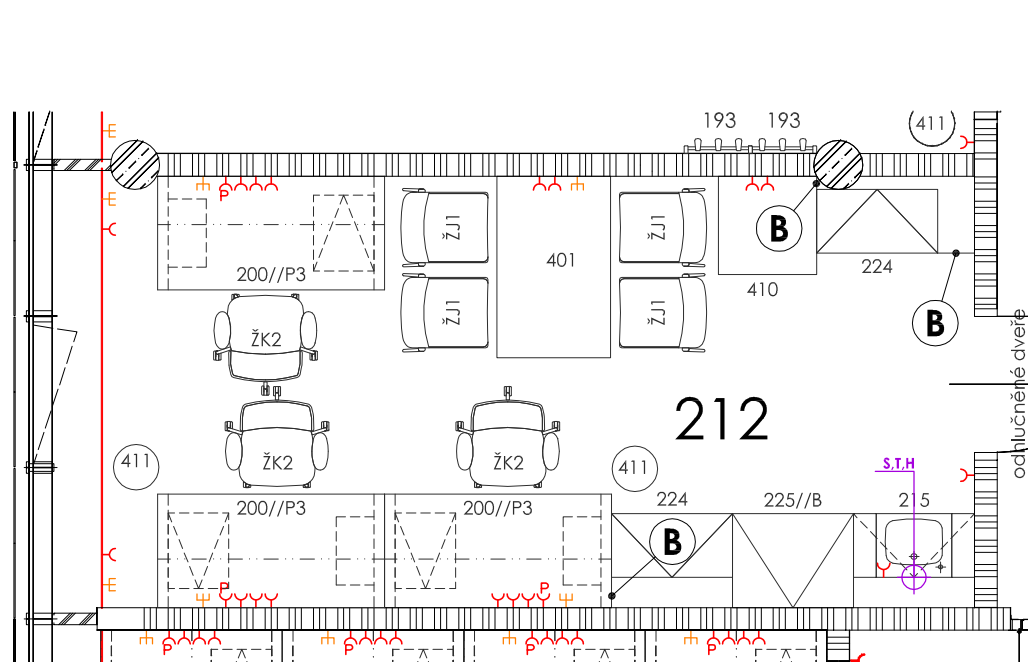 193 193
411
P
200//P3
ŽJ1
401
ŽJ1
B
410
224
B
ŽK2
ŽJ1
ŽJ1
odhlučněné dveře
212
411
ŽK2
ŽK2
411
S,T,H
200//P3
200//P3
224
225//B
215
B
P
P
P
P
P
P